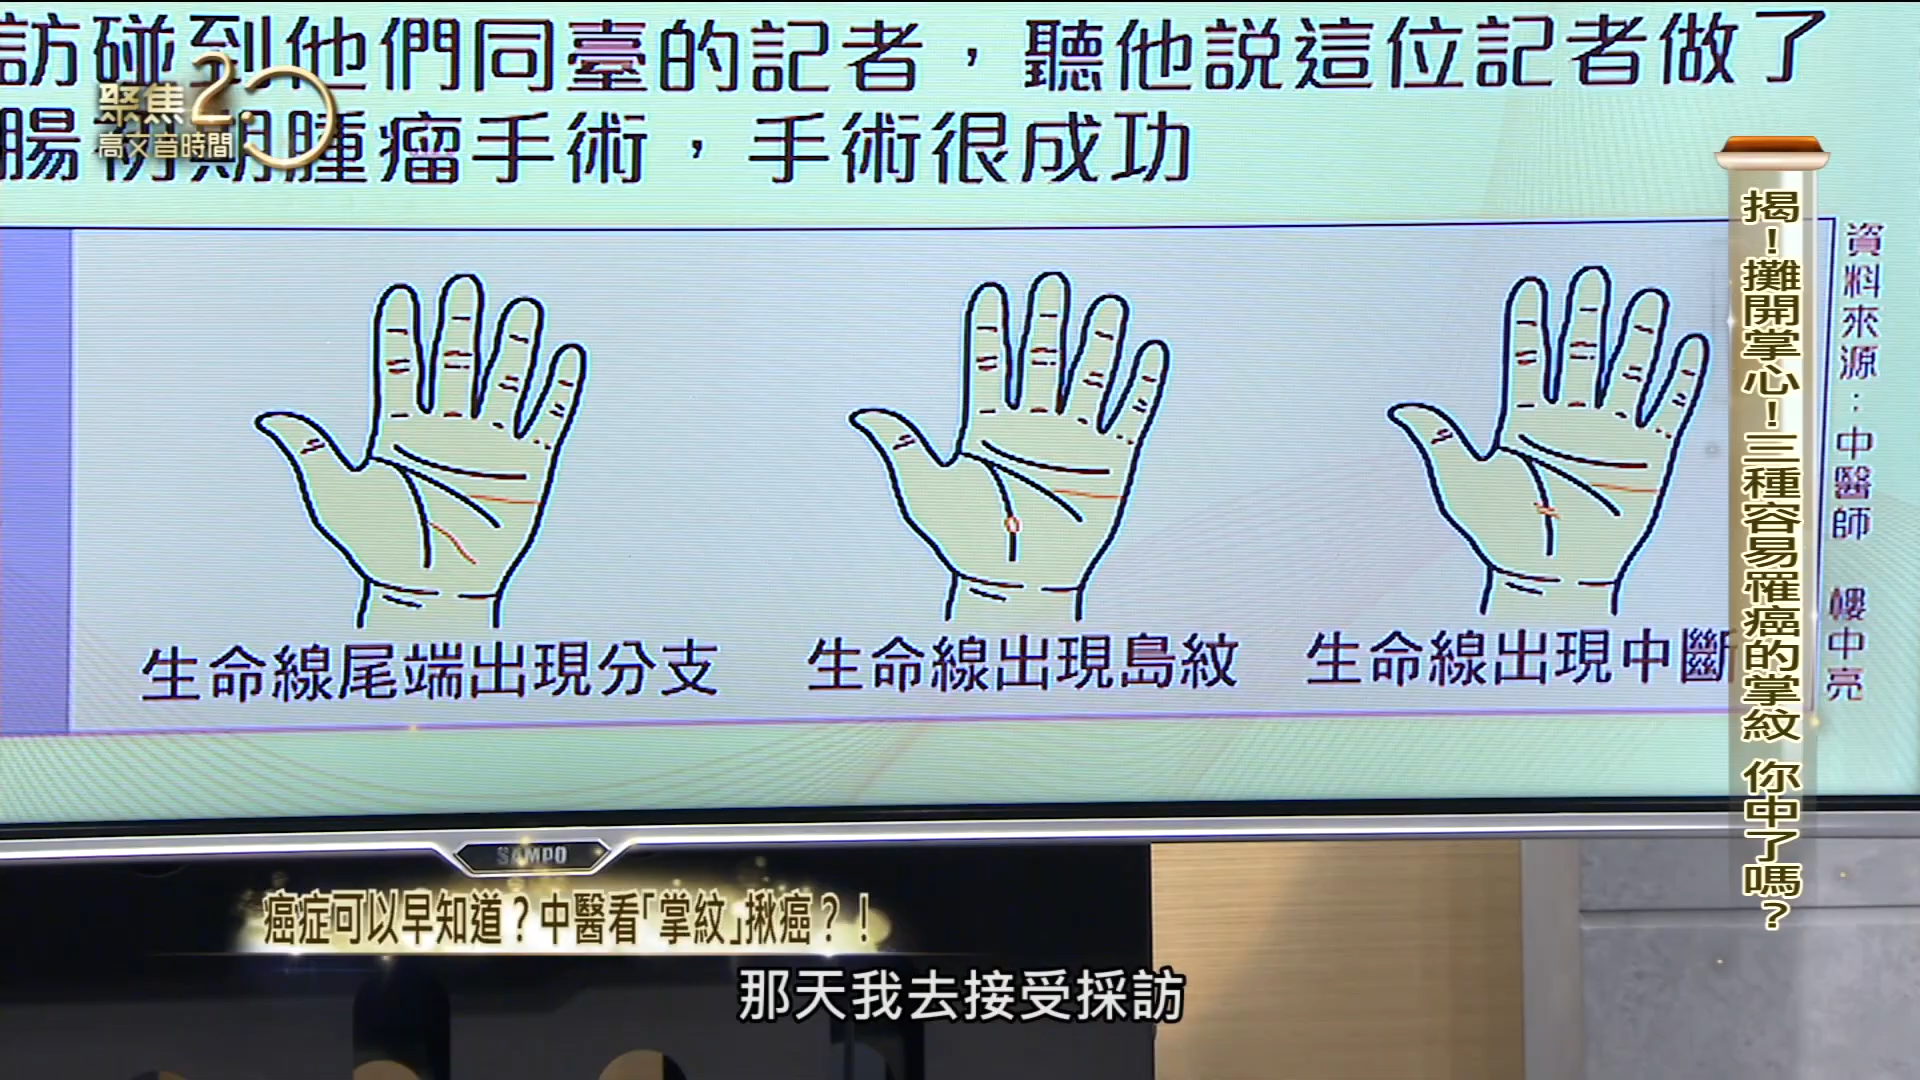 訪碰到他們同臺的記者，聽他說這位記者做了
腸初期腫瘤手術，手術很成功
聚焦2.0
高文音時間
生命線尾端出現分支
生命線出現島紋
生命線出現中斷
資料來源：中醫師 樓中亮
揭！攤開掌心！三種容易罹癌的掌紋 你中了嗎？
SAMPO
癌症可以早知道？中醫看「掌紋」揪癌？！
那天我去接受採訪